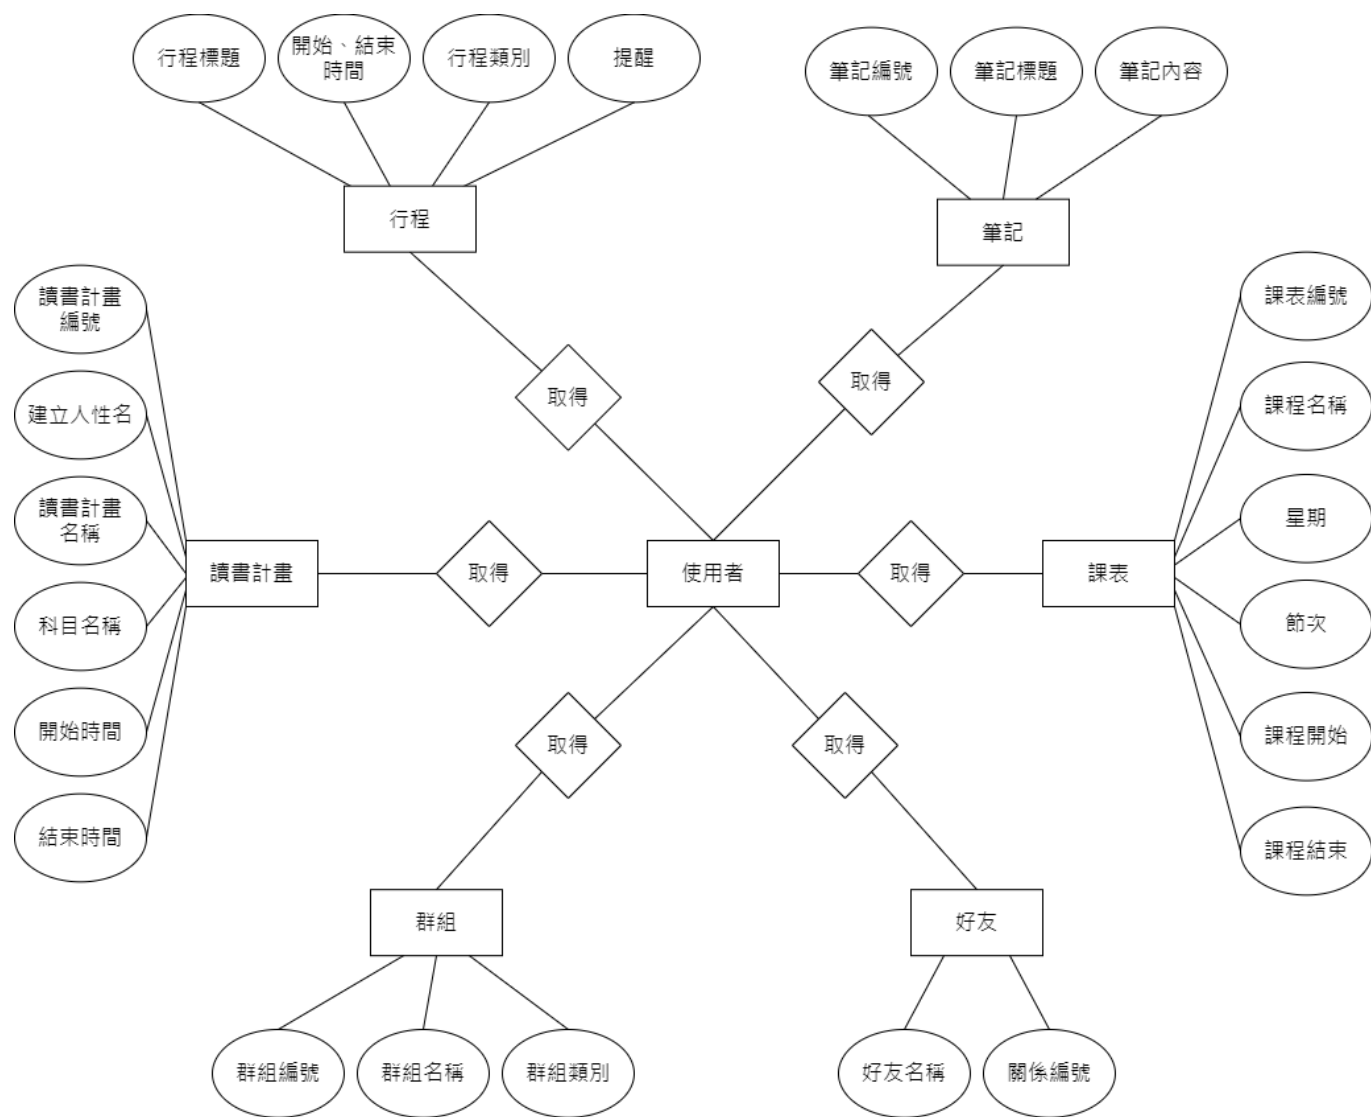 行程標題
開始、結束
時間
行程類別
提醒
筆記編號
筆記標題
筆記內容
行程
筆記
讀書計畫
編號
建立人性名
讀書計畫
名稱
科目名稱
開始時間
結束時間
課表編號
課程名稱
星期
節次
課程開始
課程結束
取得
取得
讀書計畫
取得
使用者
取得
課表
取得
取得
群組
好友
群組編號
群組名稱
群組類別
好友名稱
關係編號